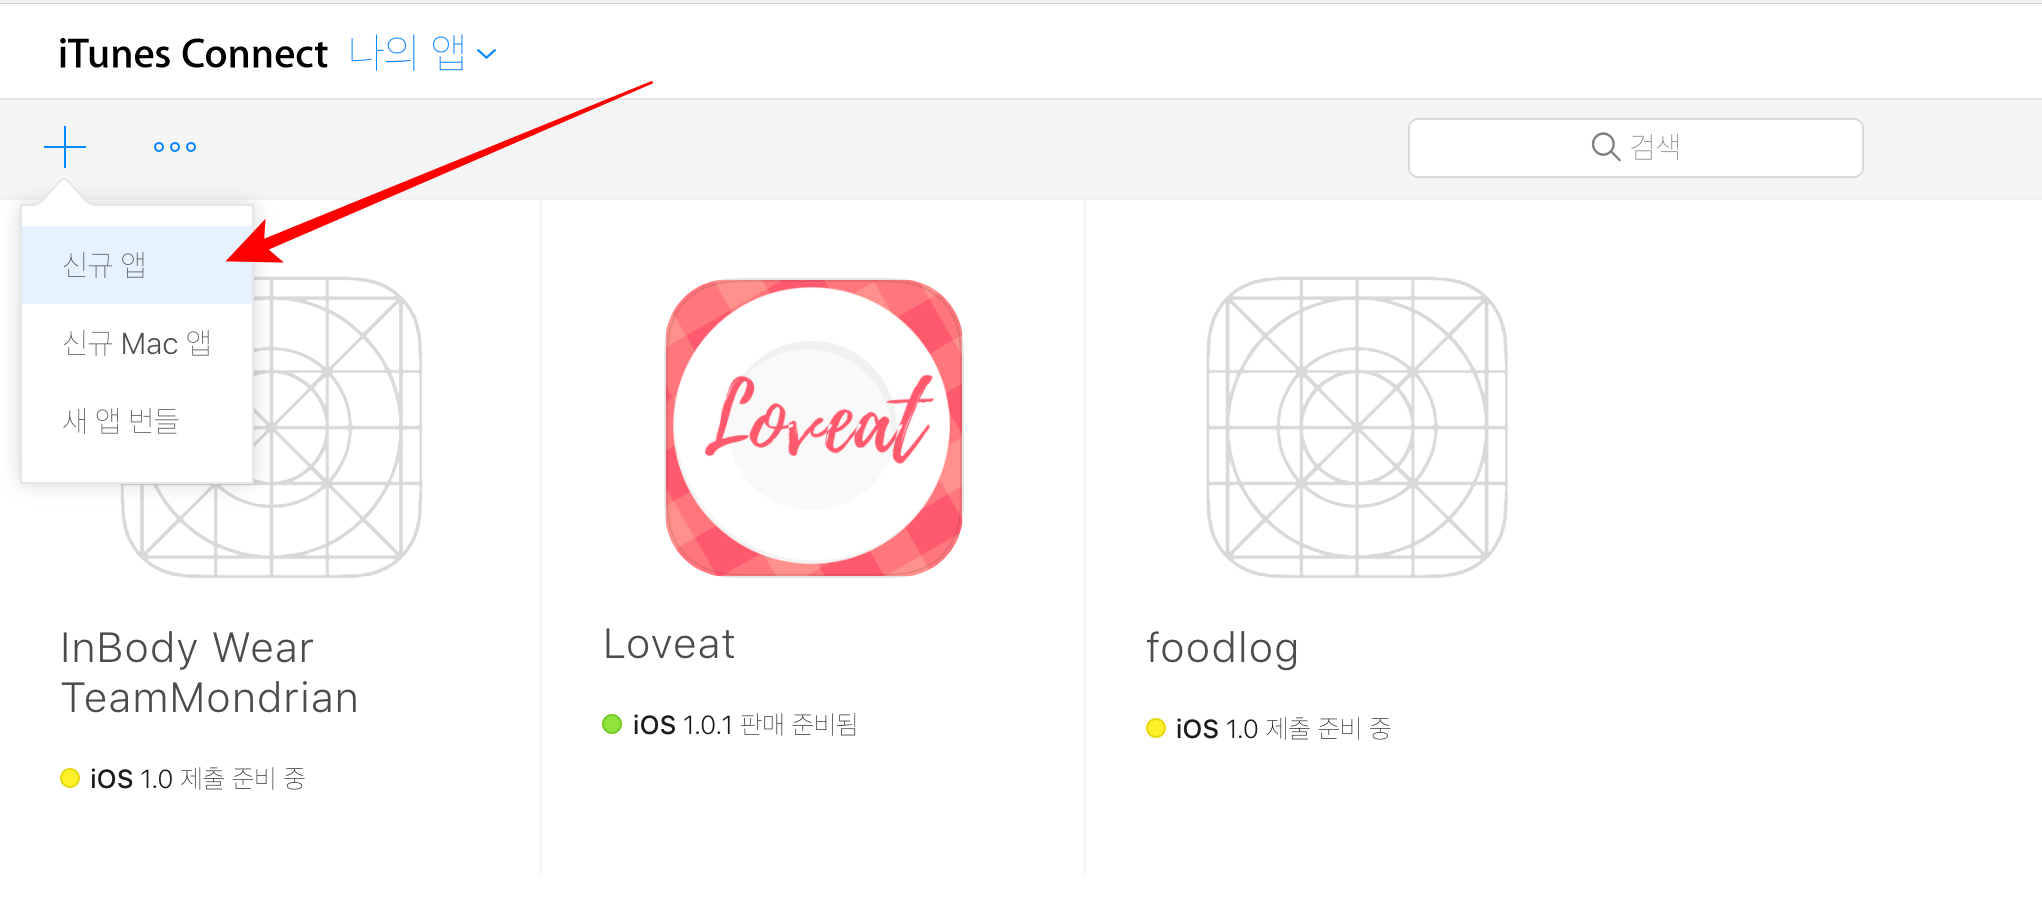 iTunes Connect 나의 앱
검색
신규 앱
신규 Mac 앱
새 앱 번들
InBody Wear
TeamMondrian
iOS 1.0 제출 준비 중
Loveat
Loveat
iOS 1.0.1 판매 준비됨
foodlog
iOS 1.0 제출 준비 중